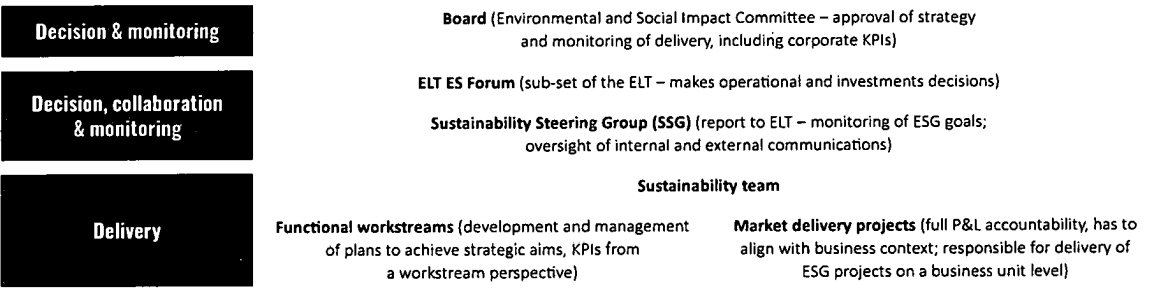 Decision & monitoring
Board (Environmental and Social Impact Committee – approval of strategy
and monitoring of delivery, including corporate KPIs)
Decision, collaboration
& monitoring
ELT ES Forum (sub-set of the ELT – makes operational and investments decisions)
Sustainability Steering Group (SSG) (report to ELT – monitoring of ESG goals;
oversight of internal and external communications)
Delivery
Sustainability team
Functional workstreams (development and management
of plans to achieve strategic aims, KPIs from
a workstream perspective)
Market delivery projects (full P&L accountability, has to
align with business context; responsible for delivery of
ESG projects on a business unit level)